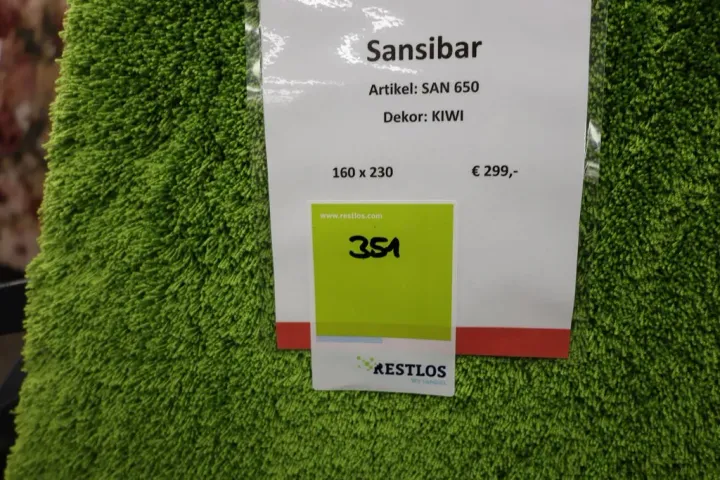 Sansibar
Artikel: SAN 650
Dekor: KIWI
160 x 230 € 299,-
www.restlos.com
351
RESTLOS